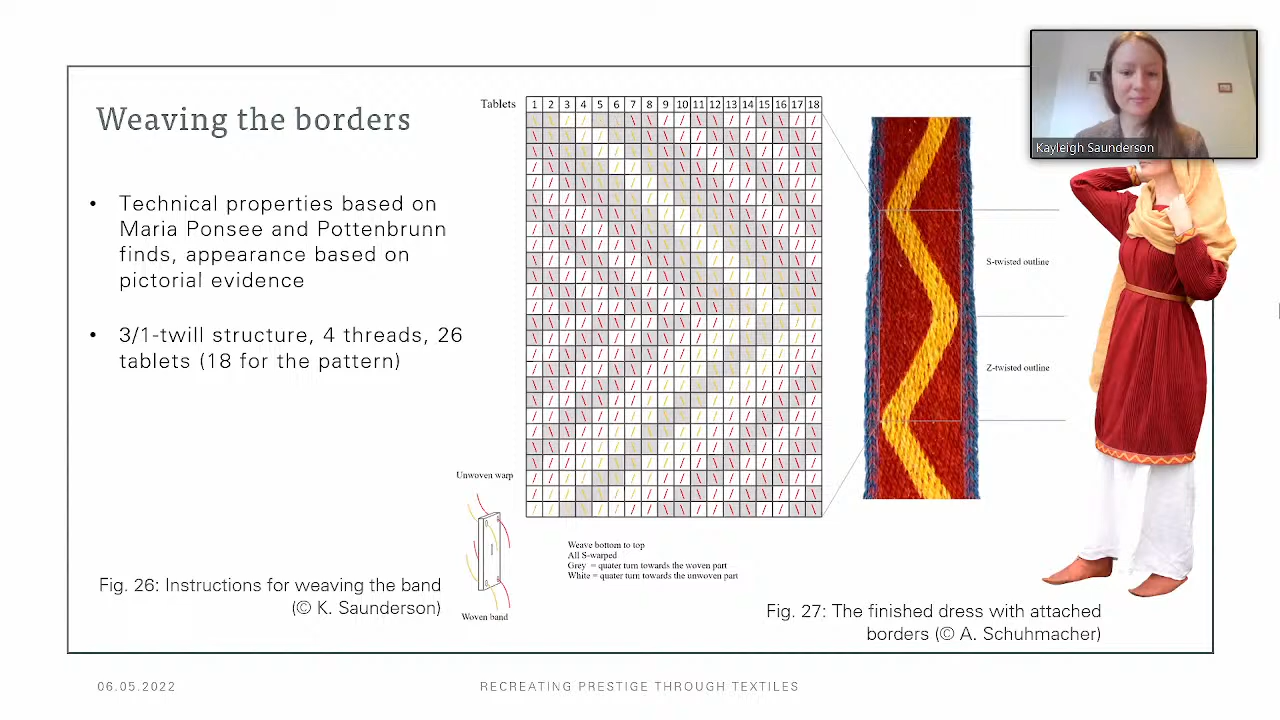 Weaving the borders
• Technical properties based on
Maria Ponsee and Pottenbrunn
finds, appearance based on
pictorial evidence
• 3/1-twill structure, 4 threads, 26
tablets (18 for the pattern)
Tablets 1 2 3 4 5 6 7 8 9 10 11 12 13 14 15 16 17 18
Unwoven warp
Woven band
Weave bottom to top
All S-warped
Grey = quater turn towards the woven part
White = quater turn towards the unwoven part
Fig. 26: Instructions for weaving the band
(© K. Saunderson)
S-twisted outline
Z-twisted outline
Kayleigh Saunderson
Fig. 27: The finished dress with attached
borders (© A. Schuhmacher)
06.05.2022
RECREATING PRESTIGE THROUGH TEXTILES